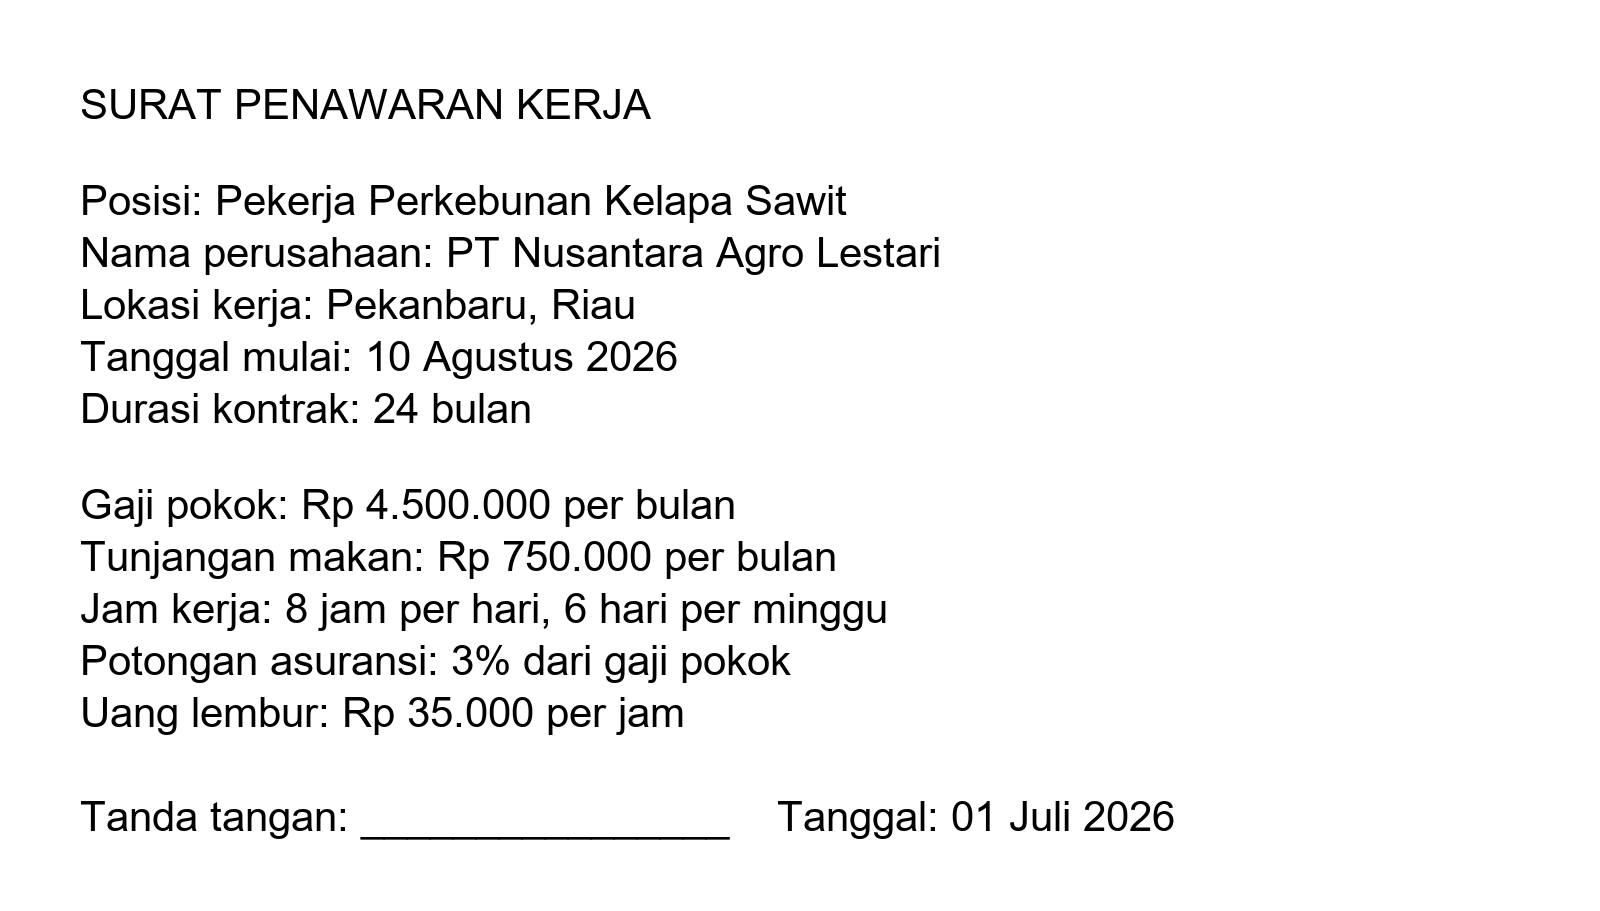 SURAT PENAWARAN KERJA
Posisi: Pekerja Perkebunan Kelapa Sawit
Nama perusahaan: PT Nusantara Agro Lestari
Lokasi kerja: Pekanbaru, Riau
Tanggal mulai: 10 Agustus 2026
Durasi kontrak: 24 bulan
Gaji pokok: Rp 4.500.000 per bulan
Tunjangan makan: Rp 750.000 per bulan
Jam kerja: 8 jam per hari, 6 hari per minggu
Potongan asuransi: 3% dari gaji pokok
Uang lembur: Rp 35.000 per jam
Tanda tangan: ________________    Tanggal: 01 Juli 2026